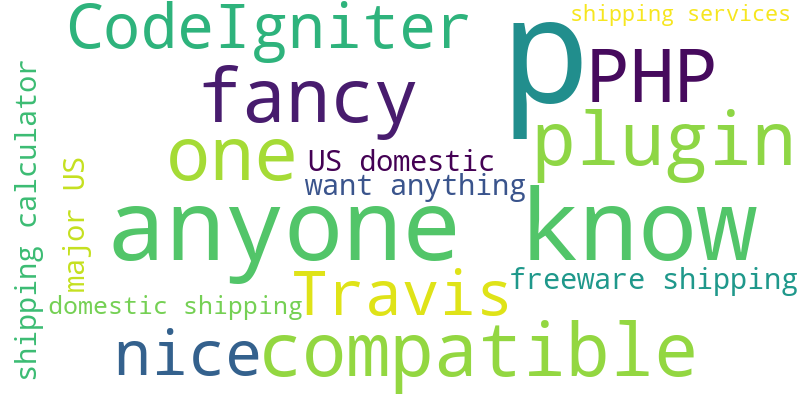 shipping services
CodeIgniter
p
PHP
fancy
plugin
one
US domestic
want anything
shipping calculator
major US
anyone know
freeware shipping
Travis
domestic shipping
nice
compatible